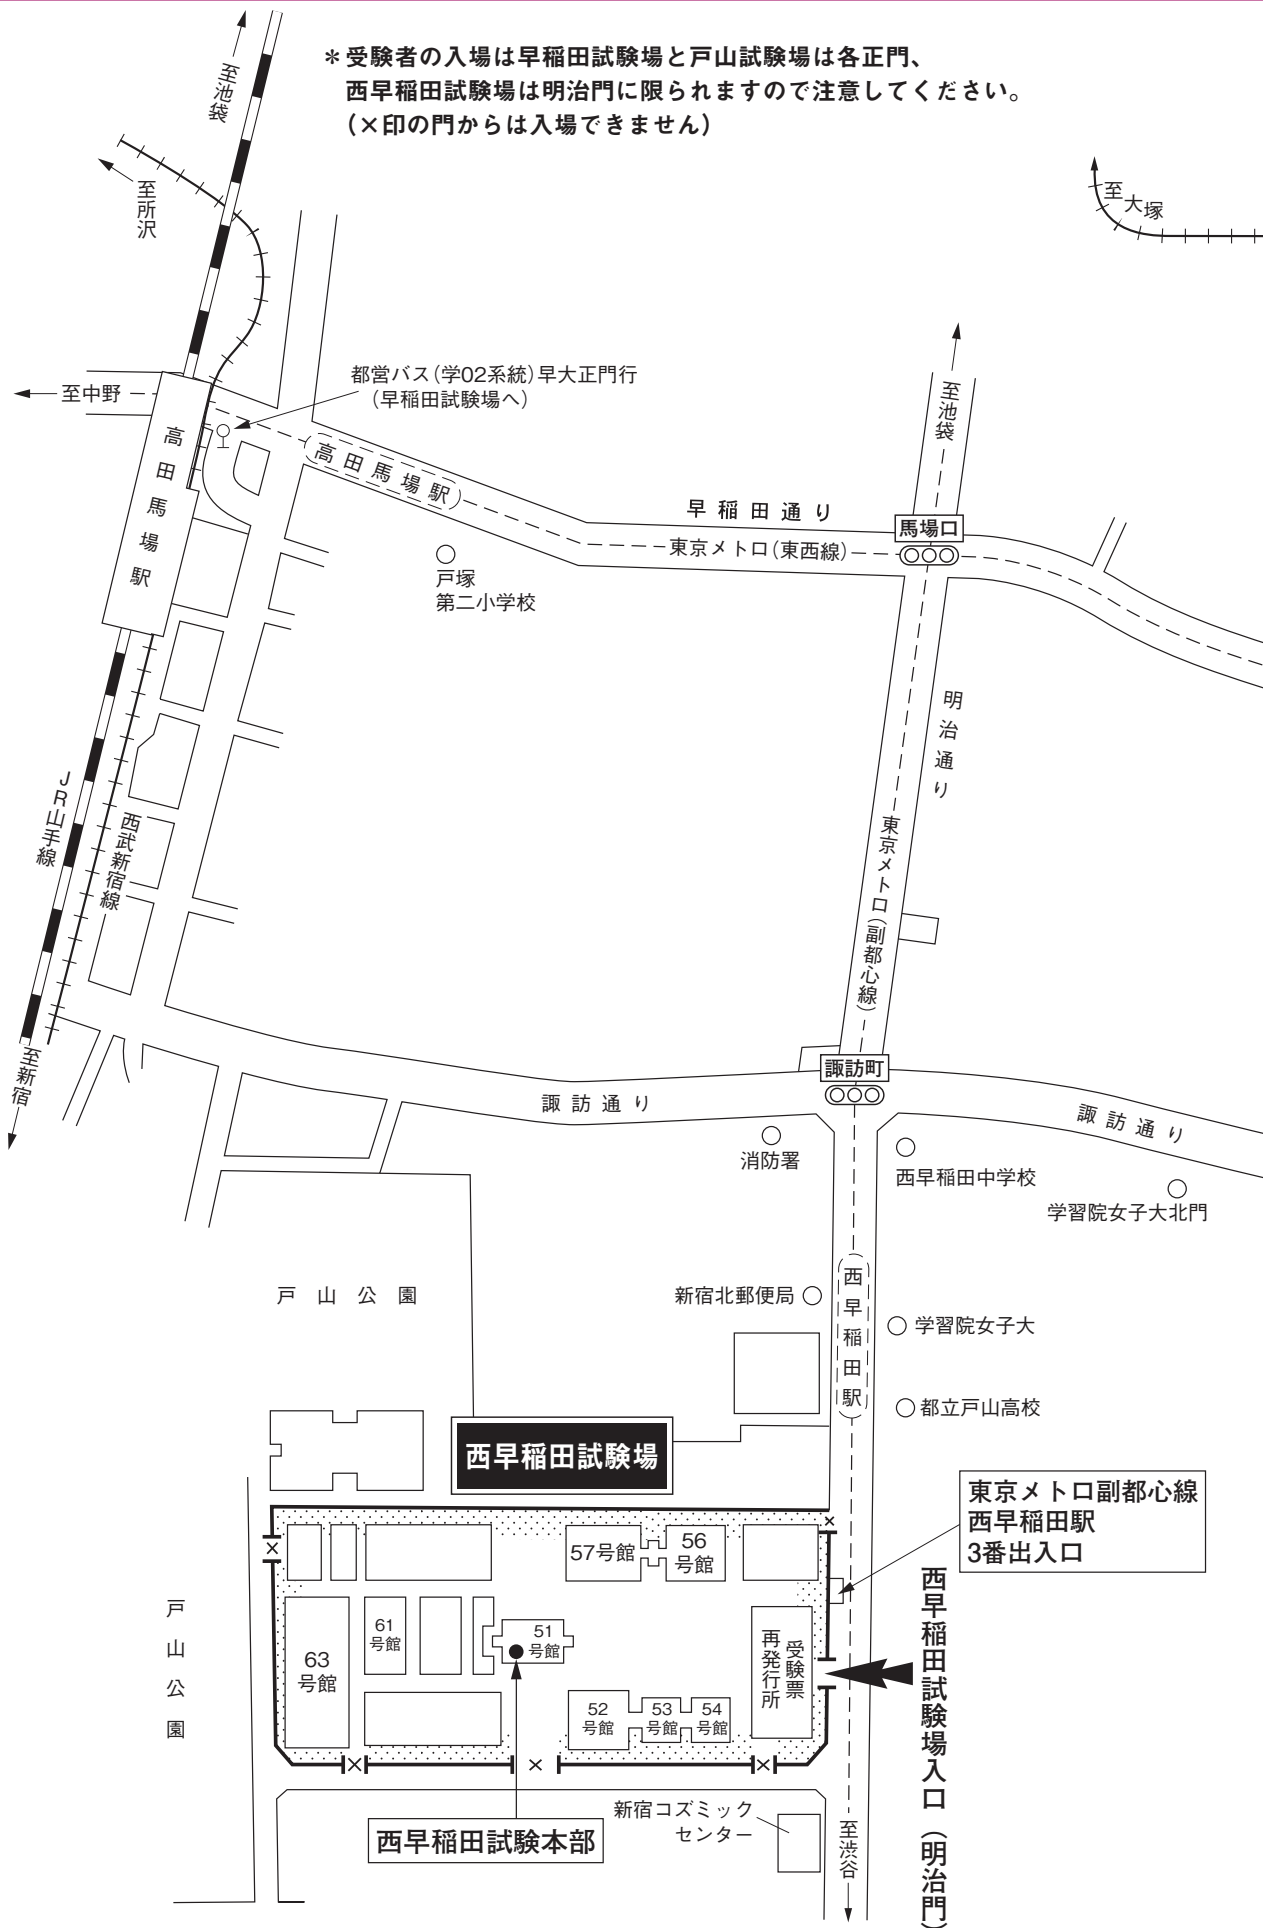 ＊受験者の入場は早稲田試験場と戸山試験場は各正門、
西早稲田試験場は明治門に限られますので注意してください。
（×印の門からは入場できません）
至池袋
至所沢
至大塚
都営バス（学02系統）早大正門行
（早稲田試験場へ）
至中野
至池袋
高田馬場駅
高田馬場駅
早稲田通り
馬場口
東京メトロ（東西線）
戸塚
第二小学校
明治通り
JR山手線
西武新宿線
東京メトロ（副都心線）
至新宿
諏訪町
諏訪通り
諏訪通り
消防署
西早稲田中学校
学習院女子大北門
戸山公園
新宿北郵便局
西早稲田駅
学習院女子大
都立戸山高校
西早稲田試験場
東京メトロ副都心線
西早稲田駅
3番出入口
57号館
56
号館
西早稲田試験場入口（明治門）
戸山公園
63
号館
61
号館
51
号館
受験票
再発行所
52
号館
53
号館
54
号館
西早稲田試験本部
新宿コズミック
センター
至渋谷